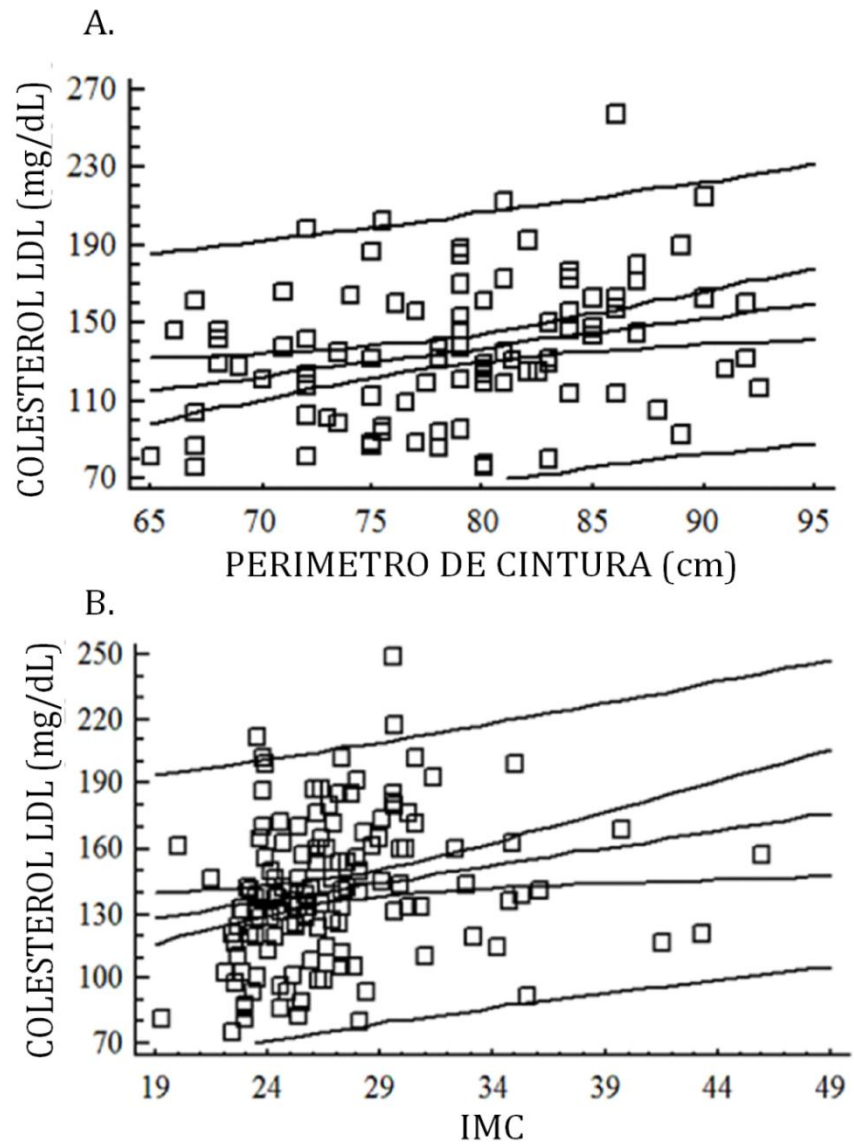 A.
COLESTEROL LDL (mg/dL)
270
230
190
150
110
70
65 70 75 80 85 90 95
PERIMETRO DE CINTURA (cm)
B.
COLESTEROL LDL (mg/dL)
250
220
190
160
130
100
70
19 24 29 34 39 44 49
IMC